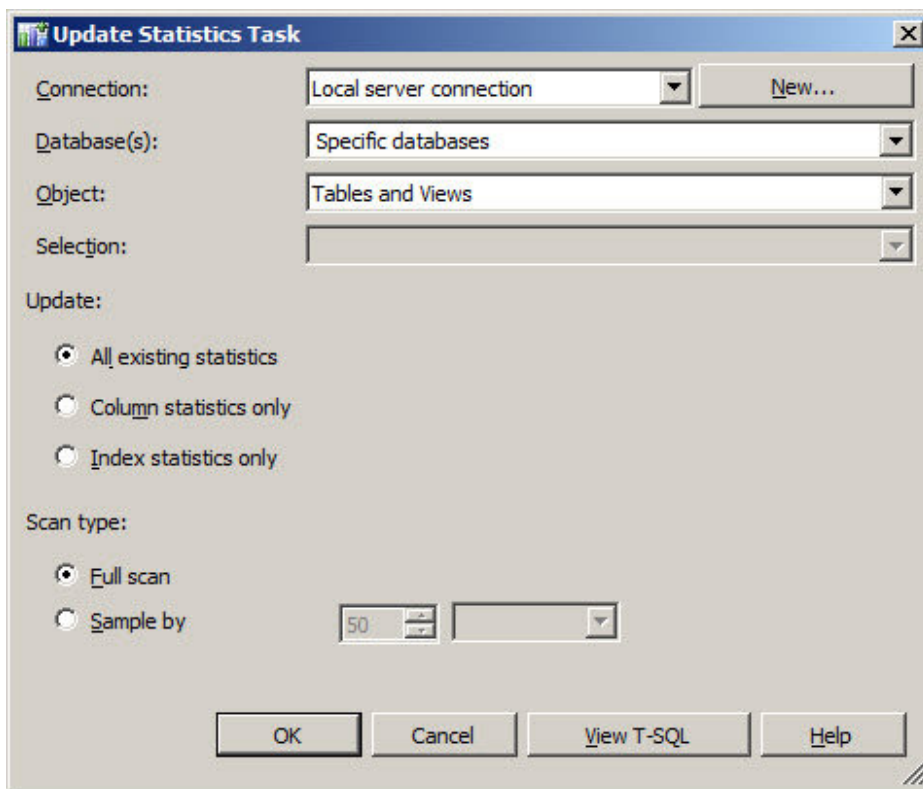 Update Statistics Task
Connection: Local server connection New...
Database(s): Specific databases
Object: Tables and Views
Selection:
Update:
All existing statistics
Column statistics only
Index statistics only
Scan type:
Full scan
Sample by 50
OK Cancel View T-SQL Help